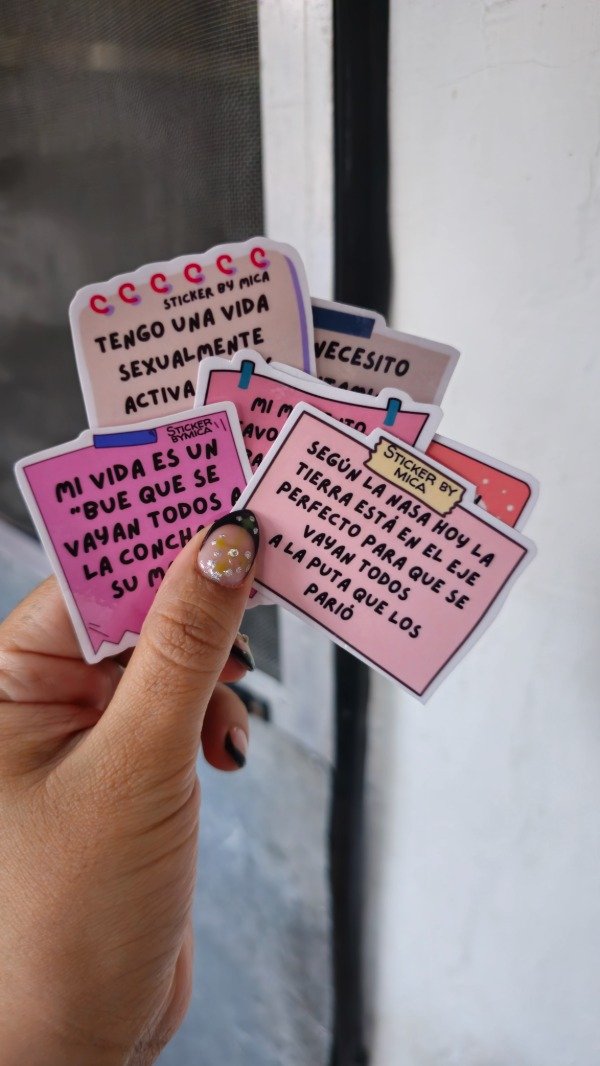 STICKER BY MICA
TENGO UNA VIDA
SEXUALMENTE
ACTIVA
NECESITO
MI
STICKER
BY MICA
MI VIDA ES UN
"BUE QUE SE
VAYAN TODOS A
LA
SU
STICKER BY
MICA
SEGÚN LA NASA HOY LA
TIERRA ESTÁ EN EL EJE
PERFECTO PARA QUE SE
VAYAN TODOS
A LA PUTA QUE LOS
PARIÓ